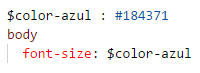 $color-azul : #184371
body
font-size: $color-azul